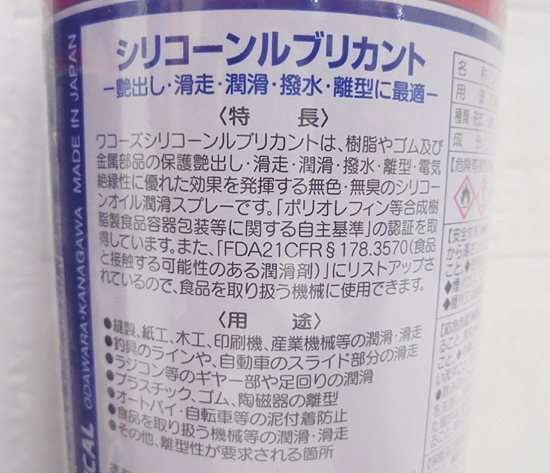 シリコーンルブリカント
−艶出し・滑走・潤滑・撥水・離型に最適−
〈特　長〉
ワコーズシリコーンルブリカントは、樹脂やゴム及び
金属部品の保護艶出し・滑走・潤滑・撥水・離型・電気
絶縁性に優れた効果を発揮する無色・無臭のシリコ
ーンオイル潤滑スプレーです。「ポリオレフィン等合成樹
脂製食品容器包装等に関する自主基準」の認証を取
得しています。また、「FDA21CFR§178.3570(食品
と接触する可能性のある潤滑剤)」にリストアップさ
れているので、食品を取り扱う機械に使用できます。
〈用　途〉
●縫製、紙工、木工、印刷機、産業機械等の潤滑・滑走
●釣具のラインや、自動車のスライド部分の滑走
●ラジコン等のギヤー部や足回りの潤滑
●プラスチック、ゴム、陶磁器の離型
●オートバイ・自転車等の泥付着防止
●食品を取り扱う機械等の潤滑・滑走
●その他、離型性が要求される箇所
CAL ODAWARA・KANAGAWA MADE IN JAPAN
名
用
種類
成